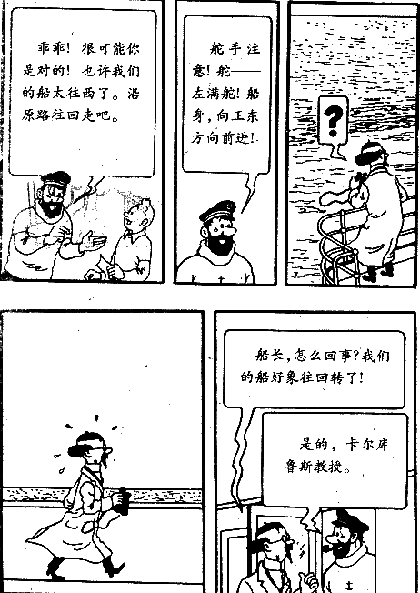 乖乖！很可能你
是对的！也许我们
的船太往西了。沿
原路往回走吧。
舵手注
意！舵——
左满舵！船
身，向正东
方向前进！
?
船长，怎么回事？我们
的船好象往回转了！
是的，卡尔库
鲁斯教授。